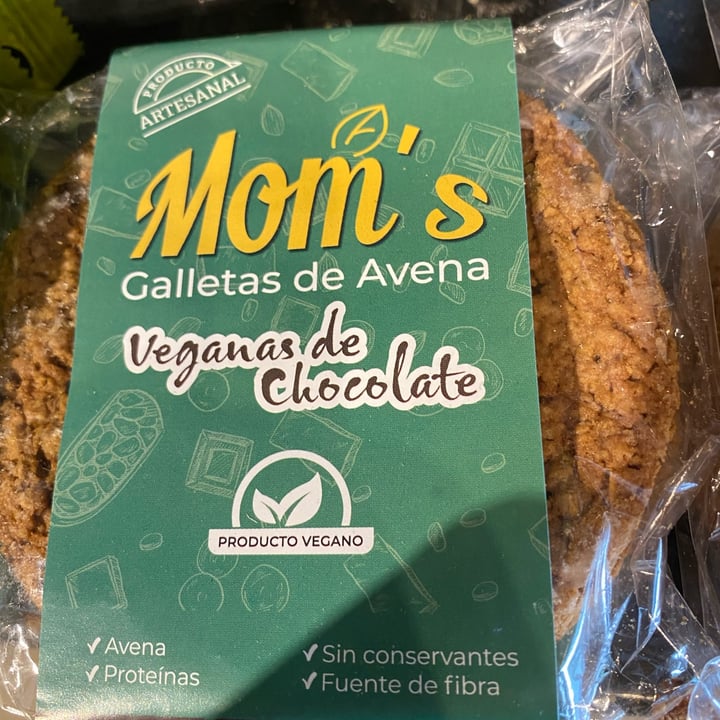 PRODUCTO
ARTESANAL
Mom's
Galletas de Avena
Veganas de
Chocolate
PRODUCTO VEGANO
✓ Avena
✓ Proteínas
✓ Sin conservantes
✓ Fuente de fibra